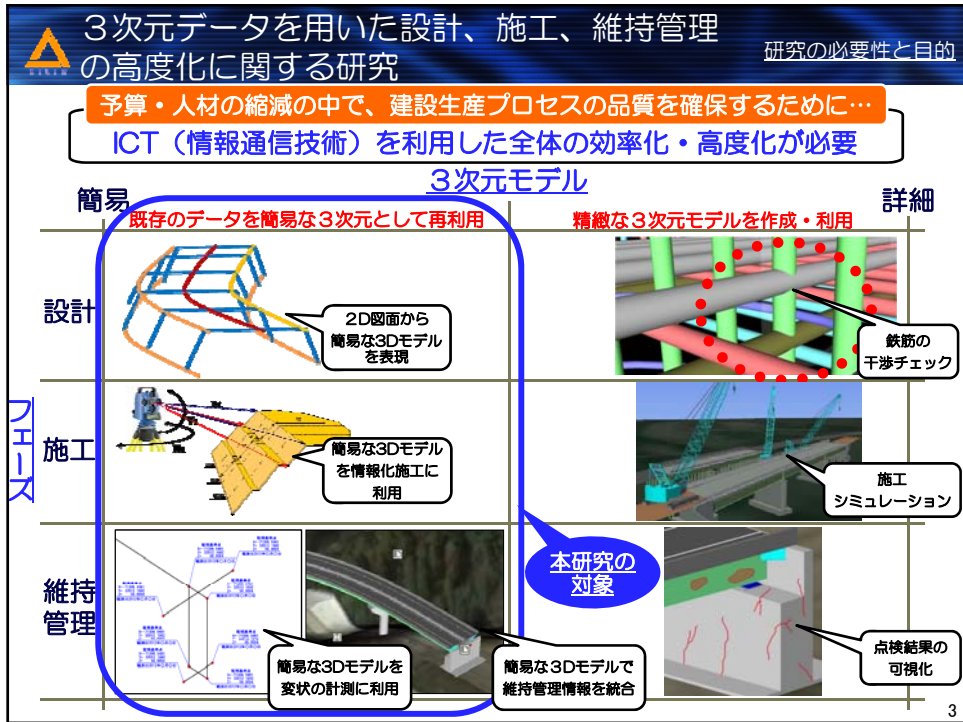 3次元データを用いた設計、施工、維持管理
の高度化に関する研究
研究の必要性と目的
予算・人材の縮減の中で、建設生産プロセスの品質を確保するために…
ICT（情報通信技術）を利用した全体の効率化・高度化が必要
3次元モデル
簡易
詳細
既存のデータを簡易な3次元として再利用
精緻な3次元モデルを作成・利用
フェーズ
設計
2D図面から
簡易な3Dモデル
を表現
鉄筋の
干渉チェック
施工
簡易な3Dモデル
を情報化施工に
利用
施工
シミュレーション
本研究の
対象
維持
管理
簡易な3Dモデルを
変状の計測に利用
簡易な3Dモデルで
維持管理情報を統合
点検結果の
可視化
3